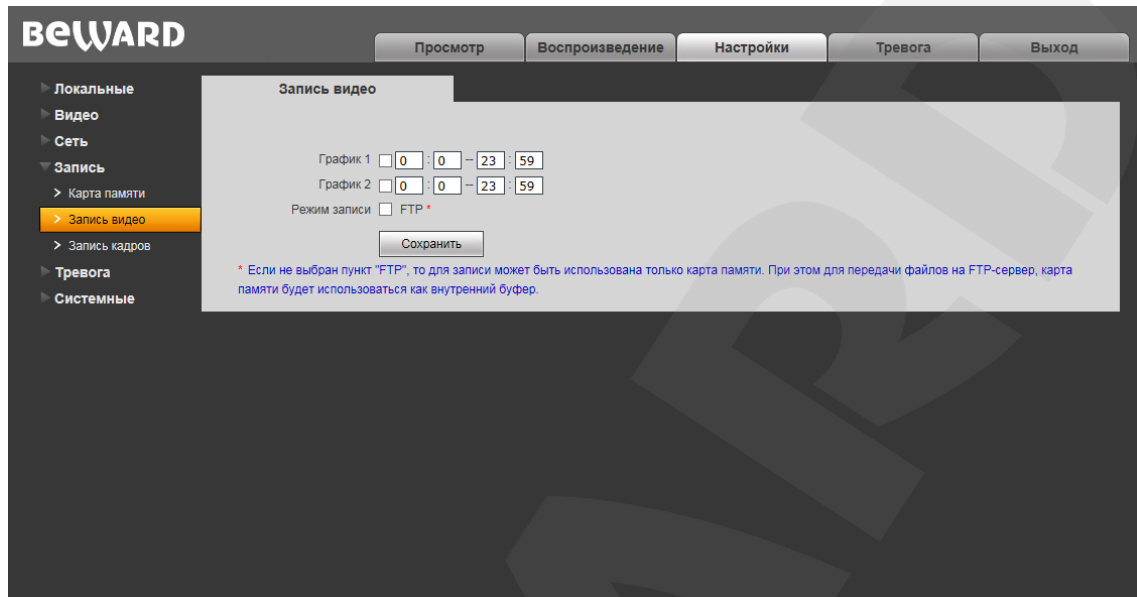 BEWARD
Просмотр Воспроизведение Настройки Тревога Выход
Локальные
Видео
Сеть
Запись
> Карта памяти
> Запись видео
> Запись кадров
Тревога
Системные
Запись видео
График 1 0 : 0 – 23 : 59
График 2 0 : 0 – 23 : 59
Режим записи FTP *
Сохранить
* Если не выбран пункт "FTP", то для записи может быть использована только карта памяти. При этом для передачи файлов на FTP-сервер, карта
памяти будет использоваться как внутренний буфер.